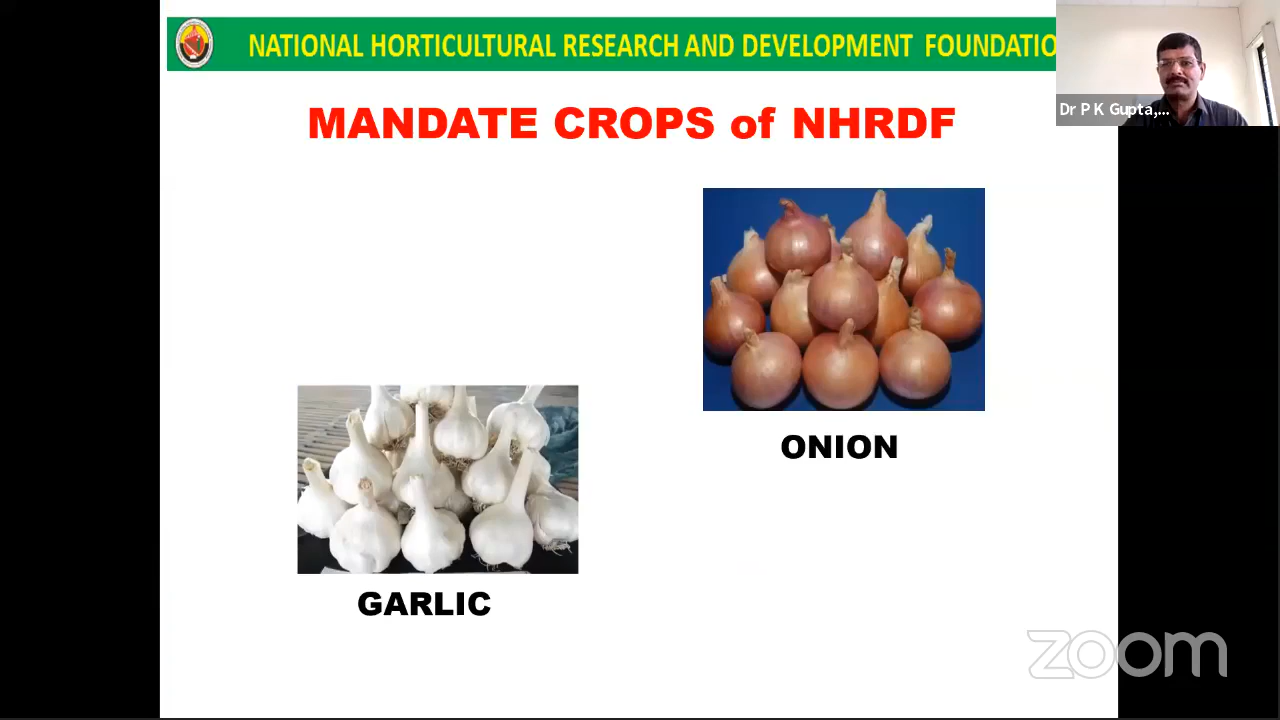 NATIONAL HORTICULTURAL RESEARCH AND DEVELOPMENT FOUNDATIO
Dr P K Gupta,...
MANDATE CROPS of NHRDF
ONION
GARLIC
zoom